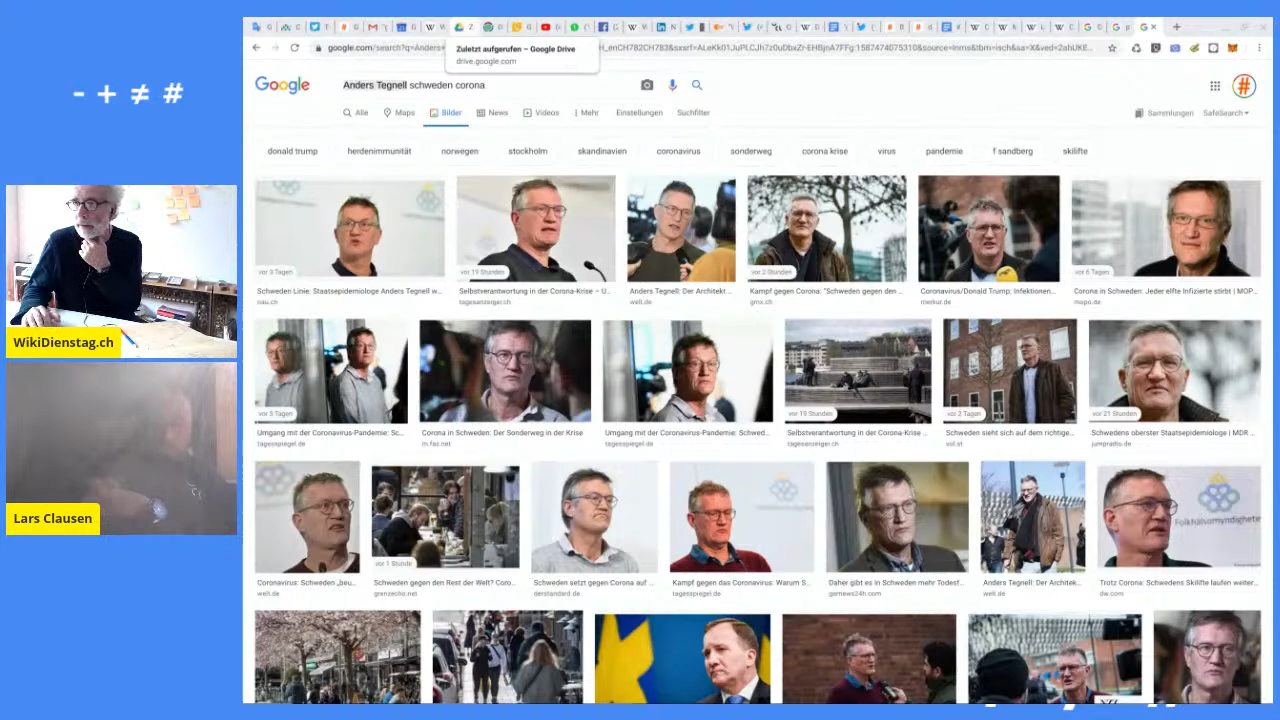 - + ≠ #
WikiDienstag.ch
Lars Clausen
Zuletzt aufgerufen – Google Drive
drive.google.com
Google
Anders Tegnell schweden corona
Alle Maps Bilder News Videos Mehr Einstellungen Suchfilter
Sammlungen SafeSearch
donald trump herdenimmunität norwegen stockholm skandinavien coronavirus sonderweg corona krise virus pandemie f sandberg skilifte
vor 3 Tagen vor 19 Stunden vor 2 Stunden vor 6 Tagen
Schweden Linie: Staatsepidemiologe Anders Tegnell w... Selbstverantwortung in der Corona-Krise – U... Anders Tegnell: Der Architekt ... Kampf gegen Corona: "Schweden gegen den ... Coronavirus/Donald Trump: Infektionen... Corona in Schweden: Jeder elfte Infizierte stirbt | MOP...
nau.ch tagesanzeiger.ch welt.de gmx.ch merkur.de mopo.de
vor 3 Tagen vor 19 Stunden vor 2 Tagen vor 21 Stunden
Umgang mit der Coronavirus-Pandemie: Sc... Corona in Schweden: Der Sonderweg in der Krise Umgang mit der Coronavirus-Pandemie: Schwed... Selbstverantwortung in der Corona-Krise ... Schweden sieht sich auf dem richtige... Schwedens oberster Staatsepidemiologe | MDR ...
tagesspiegel.de m.faz.net tagesspiegel.de tagesanzeiger.ch vol.at jumpradio.de
vor 1 Stunde
Folkhälsomyndighete
Coronavirus: Schweden „beu... Schweden gegen den Rest der Welt? Coro... Schweden setzt gegen Corona auf ... Kampf gegen das Coronavirus: Warum S... Daher gibt es in Schweden mehr Todesf... Anders Tegnell: Der Architek... Trotz Corona: Schwedens Skilifte laufen weiter...
welt.de grenzecho.net derstandard.de tagesspiegel.de gamews24h.com welt.de dw.com